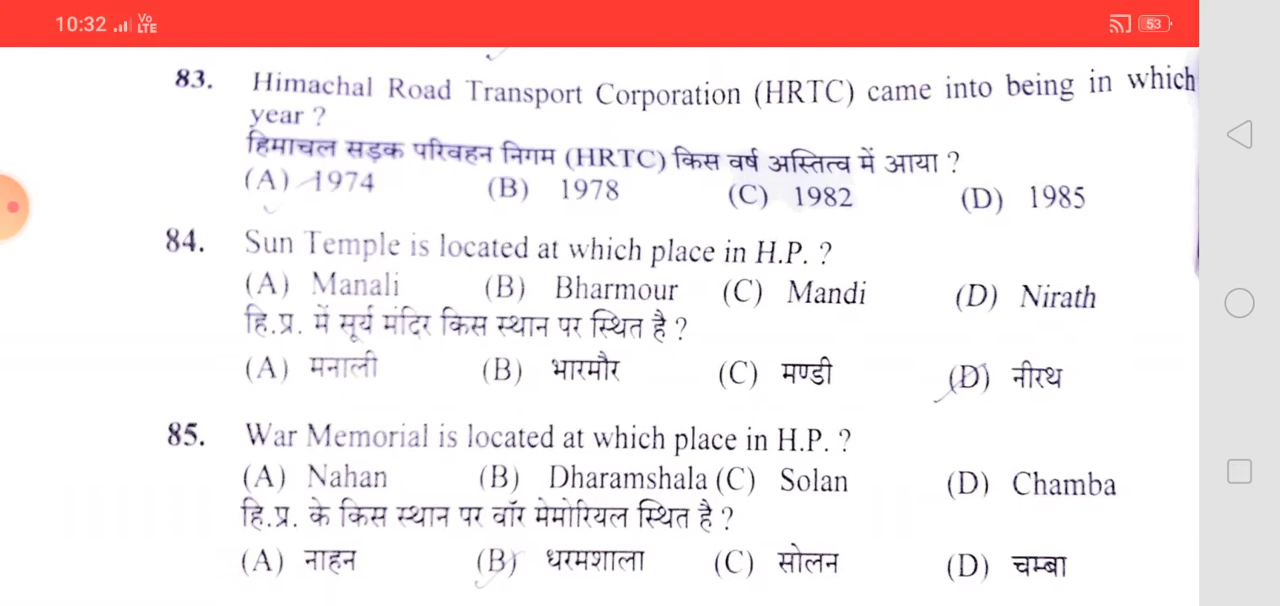 10:32 Vo LTE 53
83. Himachal Road Transport Corporation (HRTC) came into being in which
year ?
हिमाचल सड़क परिवहन निगम (HRTC) किस वर्ष अस्तित्व में आया ?
(A) 1974 (B) 1978 (C) 1982 (D) 1985
84. Sun Temple is located at which place in H.P. ?
(A) Manali (B) Bharmour (C) Mandi (D) Nirath
हि.प्र. में सूर्य मंदिर किस स्थान पर स्थित है ?
(A) मनाली (B) भारमौर (C) मण्डी (D) नीरथ
85. War Memorial is located at which place in H.P. ?
(A) Nahan (B) Dharamshala (C) Solan (D) Chamba
हि.प्र. के किस स्थान पर वॉर मेमोरियल स्थित है ?
(A) नाहन (B) धरमशाला (C) सोलन (D) चम्बा